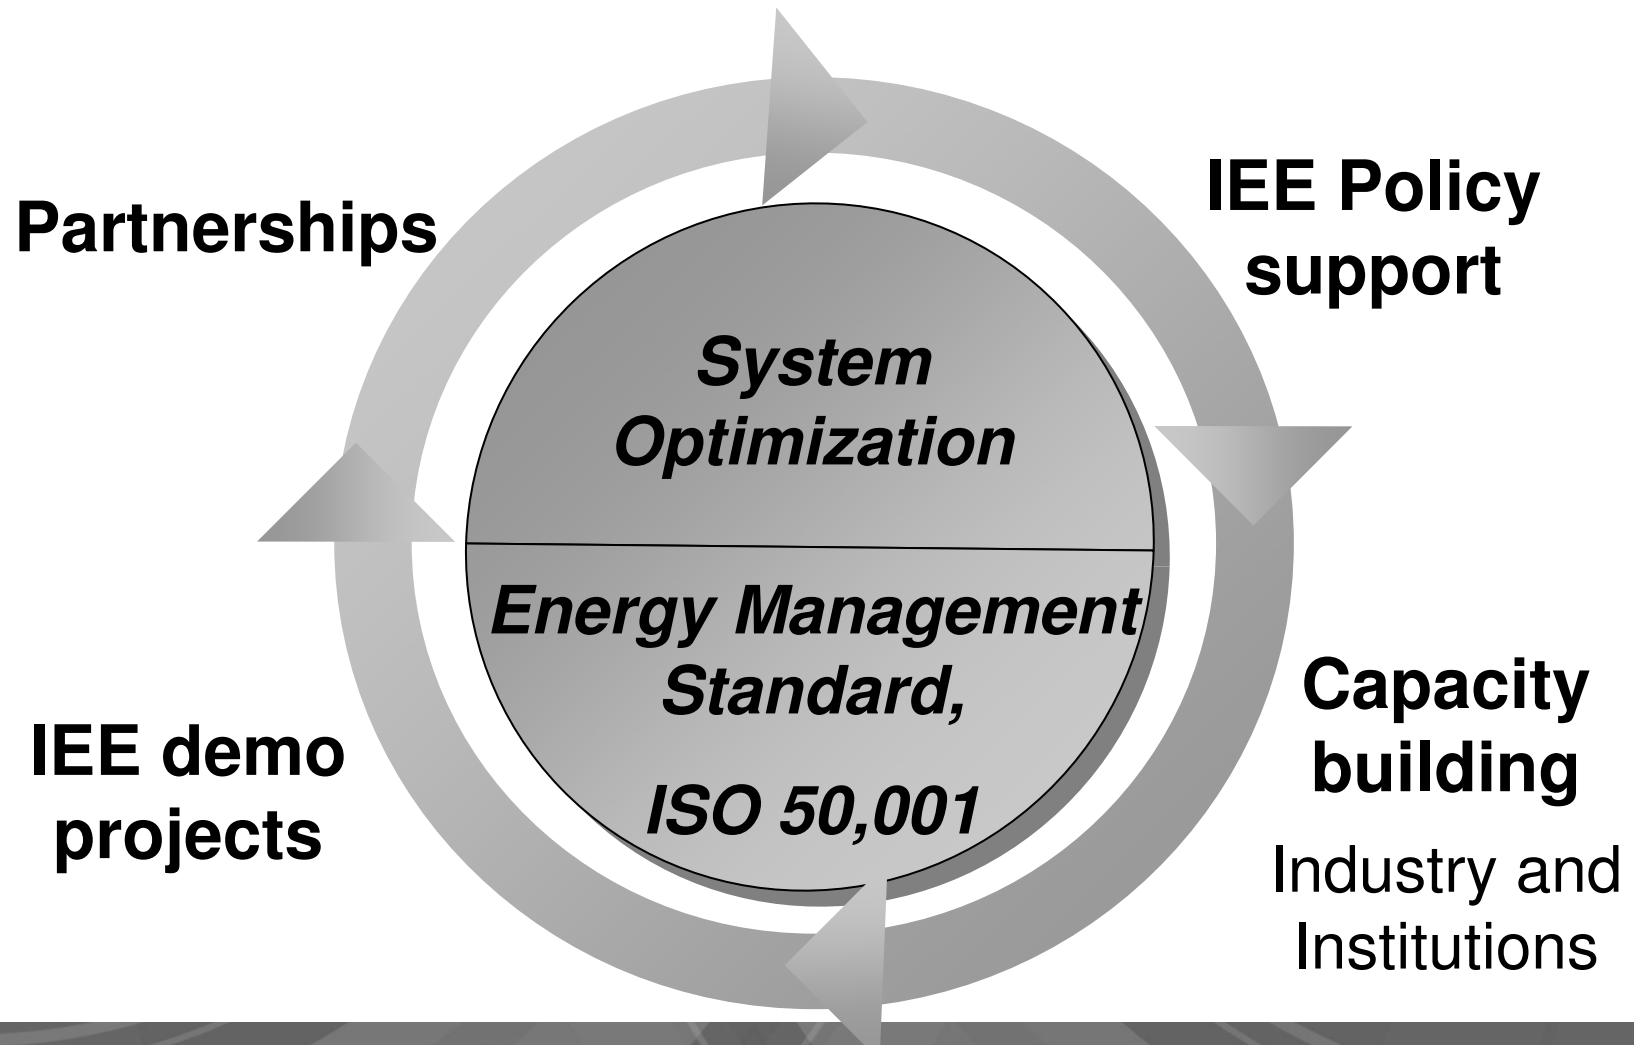 Partnerships
IEE Policy
support
System
Optimization
Energy Management
Standard,
ISO 50,001
IEE demo
projects
Capacity
building
Industry and
Institutions